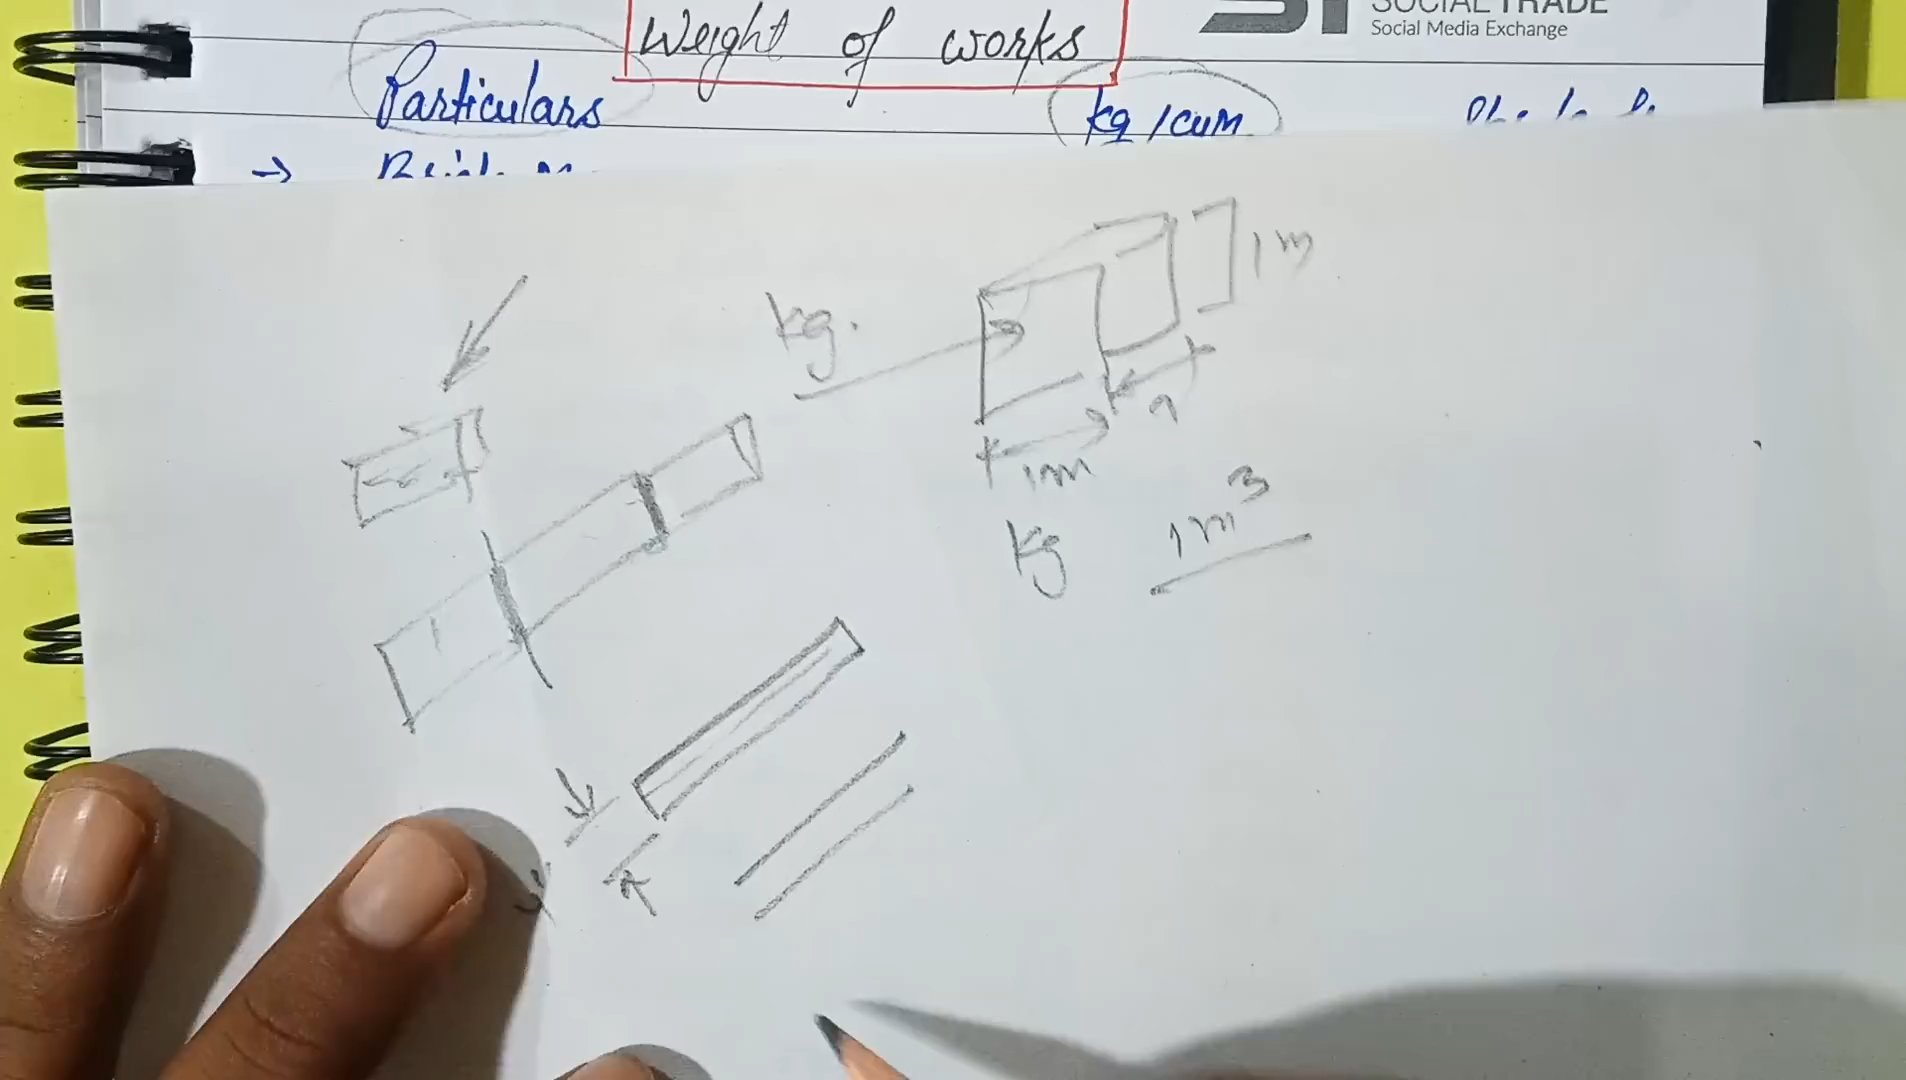 SOCIAL TRADE
Social Media Exchange
Weight of works
Particulars
kg /cum
1m
kg.
1m
kg
1m³